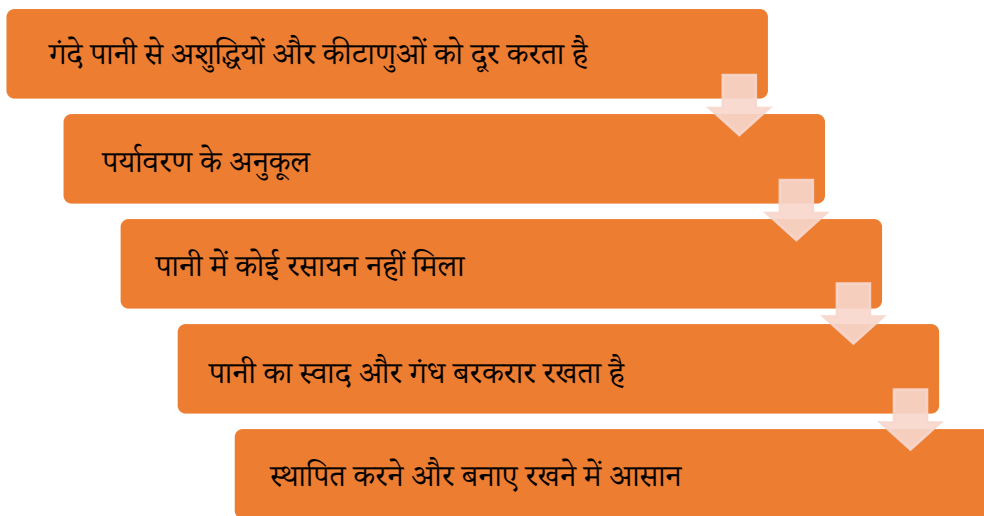 गंदे पानी से अशुद्धियों और कीटाणुओं को दूर करता है
पर्यावरण के अनुकूल
पानी में कोई रसायन नहीं मिला
पानी का स्वाद और गंध बरकरार रखता है
स्थापित करने और बनाए रखने में आसान